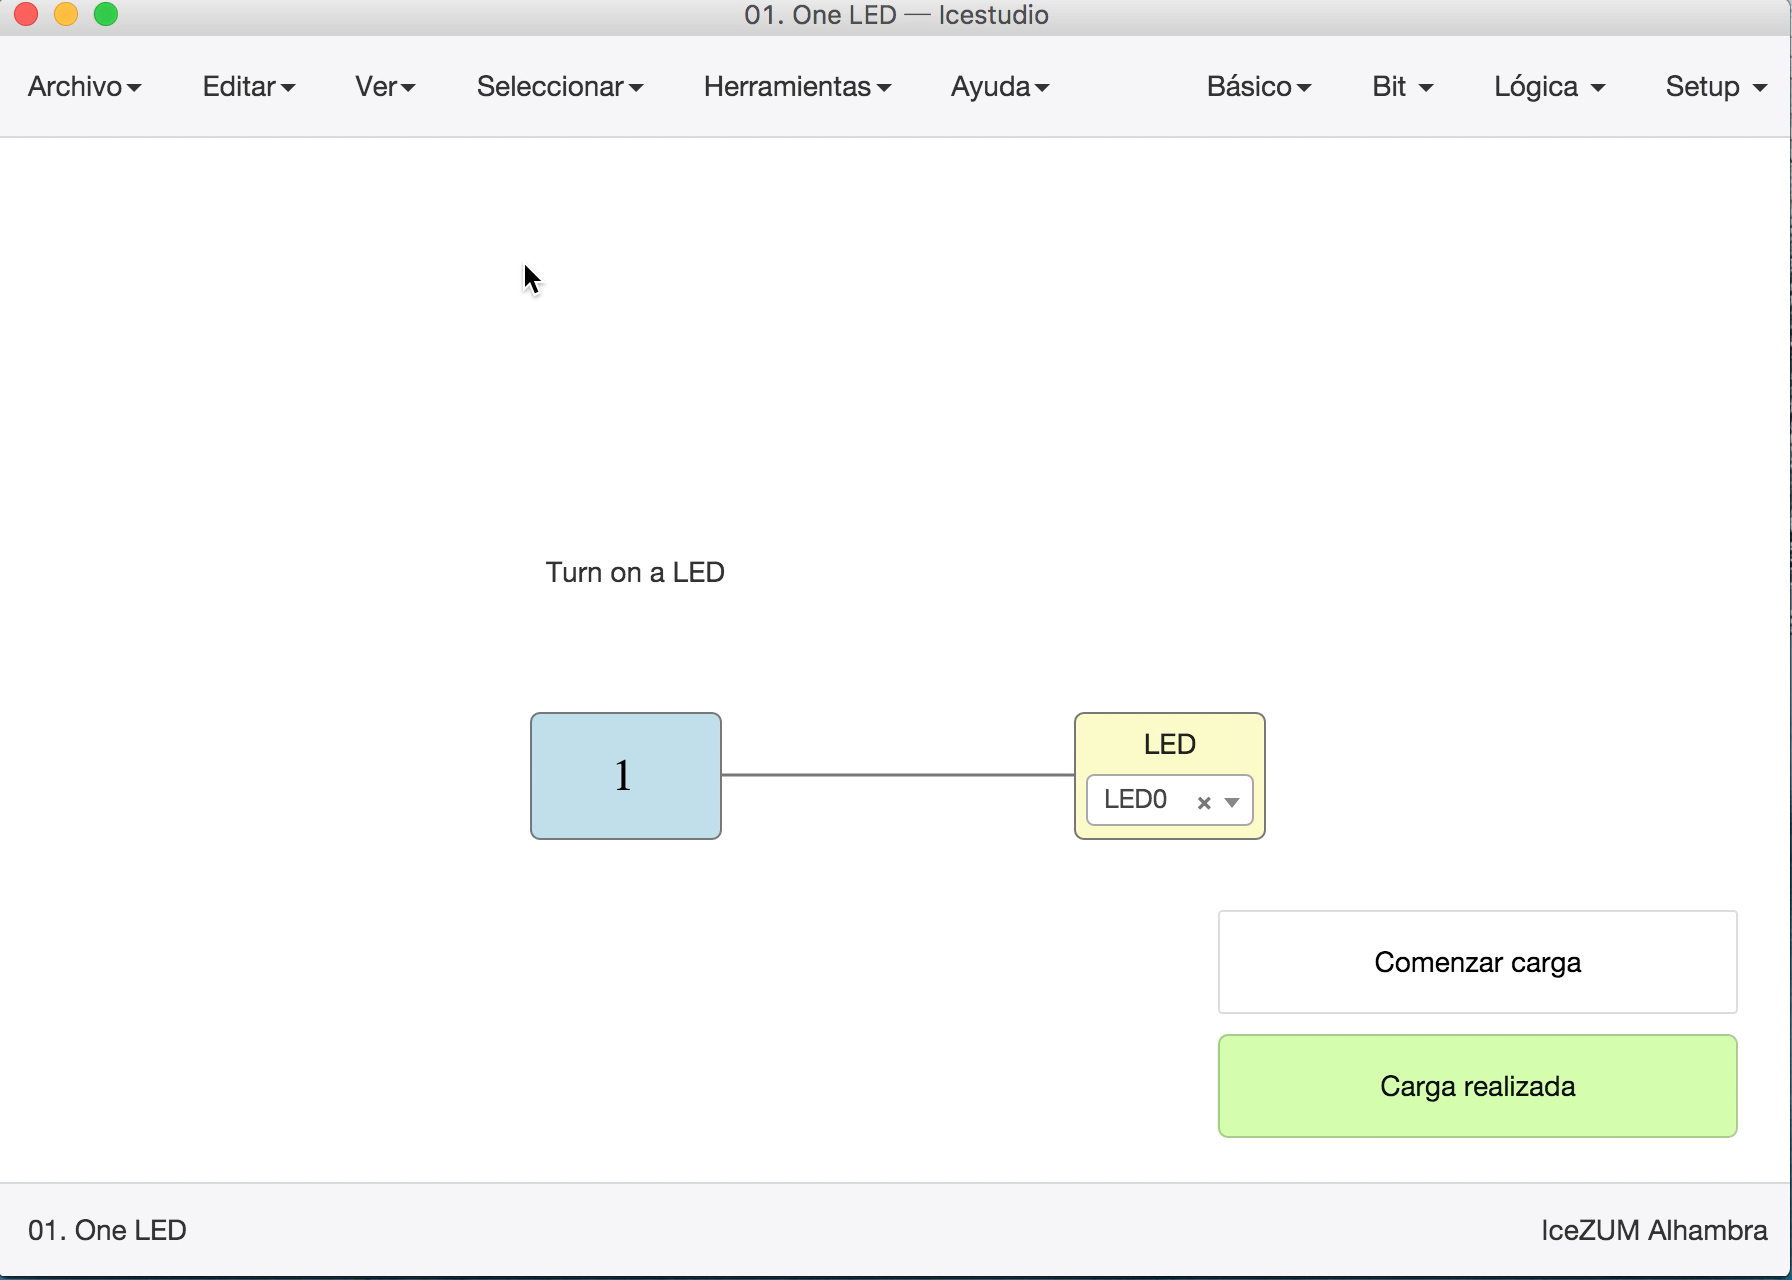 01. One LED — Icestudio
Archivo Editar Ver Seleccionar Herramientas Ayuda Básico Bit Lógica Setup
Turn on a LED
1
LED
LED0
Comenzar carga
Carga realizada
01. One LED IceZUM Alhambra